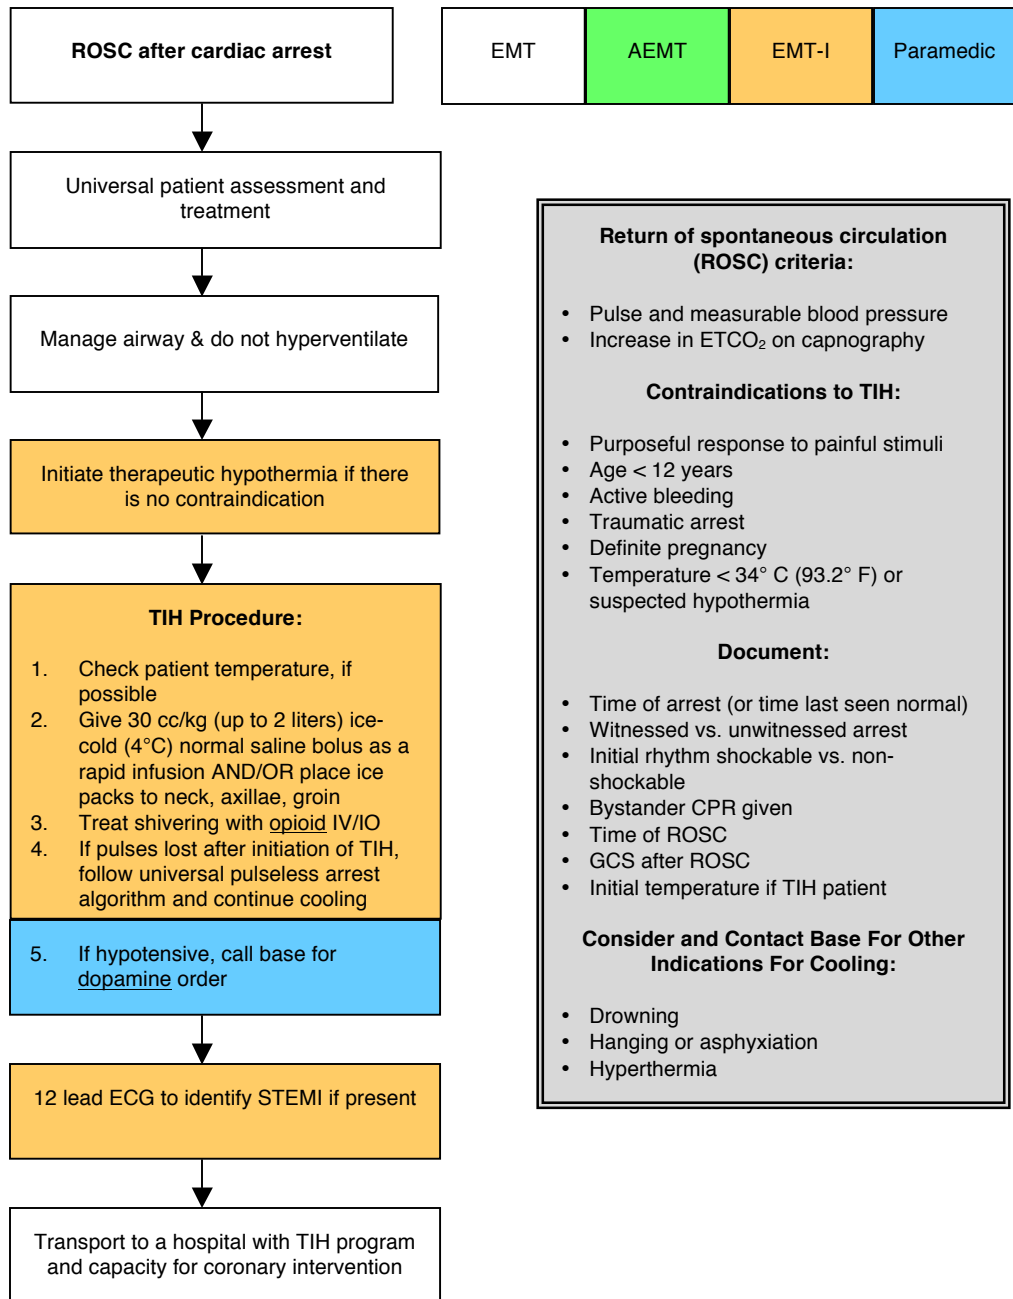 ROSC after cardiac arrest
EMT
AEMT
EMT-I
Paramedic
Universal patient assessment and
treatment
Manage airway & do not hyperventilate
Initiate therapeutic hypothermia if there
is no contraindication
TIH Procedure:
1. Check patient temperature, if
possible
2. Give 30 cc/kg (up to 2 liters) ice-
cold (4°C) normal saline bolus as a
rapid infusion AND/OR place ice
packs to neck, axillae, groin
3. Treat shivering with opioid IV/IO
4. If pulses lost after initiation of TIH,
follow universal pulseless arrest
algorithm and continue cooling
5. If hypotensive, call base for
dopamine order
12 lead ECG to identify STEMI if present
Transport to a hospital with TIH program
and capacity for coronary intervention
Return of spontaneous circulation
(ROSC) criteria:
• Pulse and measurable blood pressure
• Increase in ETCO₂ on capnography
Contraindications to TIH:
• Purposeful response to painful stimuli
• Age < 12 years
• Active bleeding
• Traumatic arrest
• Definite pregnancy
• Temperature < 34° C (93.2° F) or
suspected hypothermia
Document:
• Time of arrest (or time last seen normal)
• Witnessed vs. unwitnessed arrest
• Initial rhythm shockable vs. non-
shockable
• Bystander CPR given
• Time of ROSC
• GCS after ROSC
• Initial temperature if TIH patient
Consider and Contact Base For Other
Indications For Cooling:
• Drowning
• Hanging or asphyxiation
• Hyperthermia